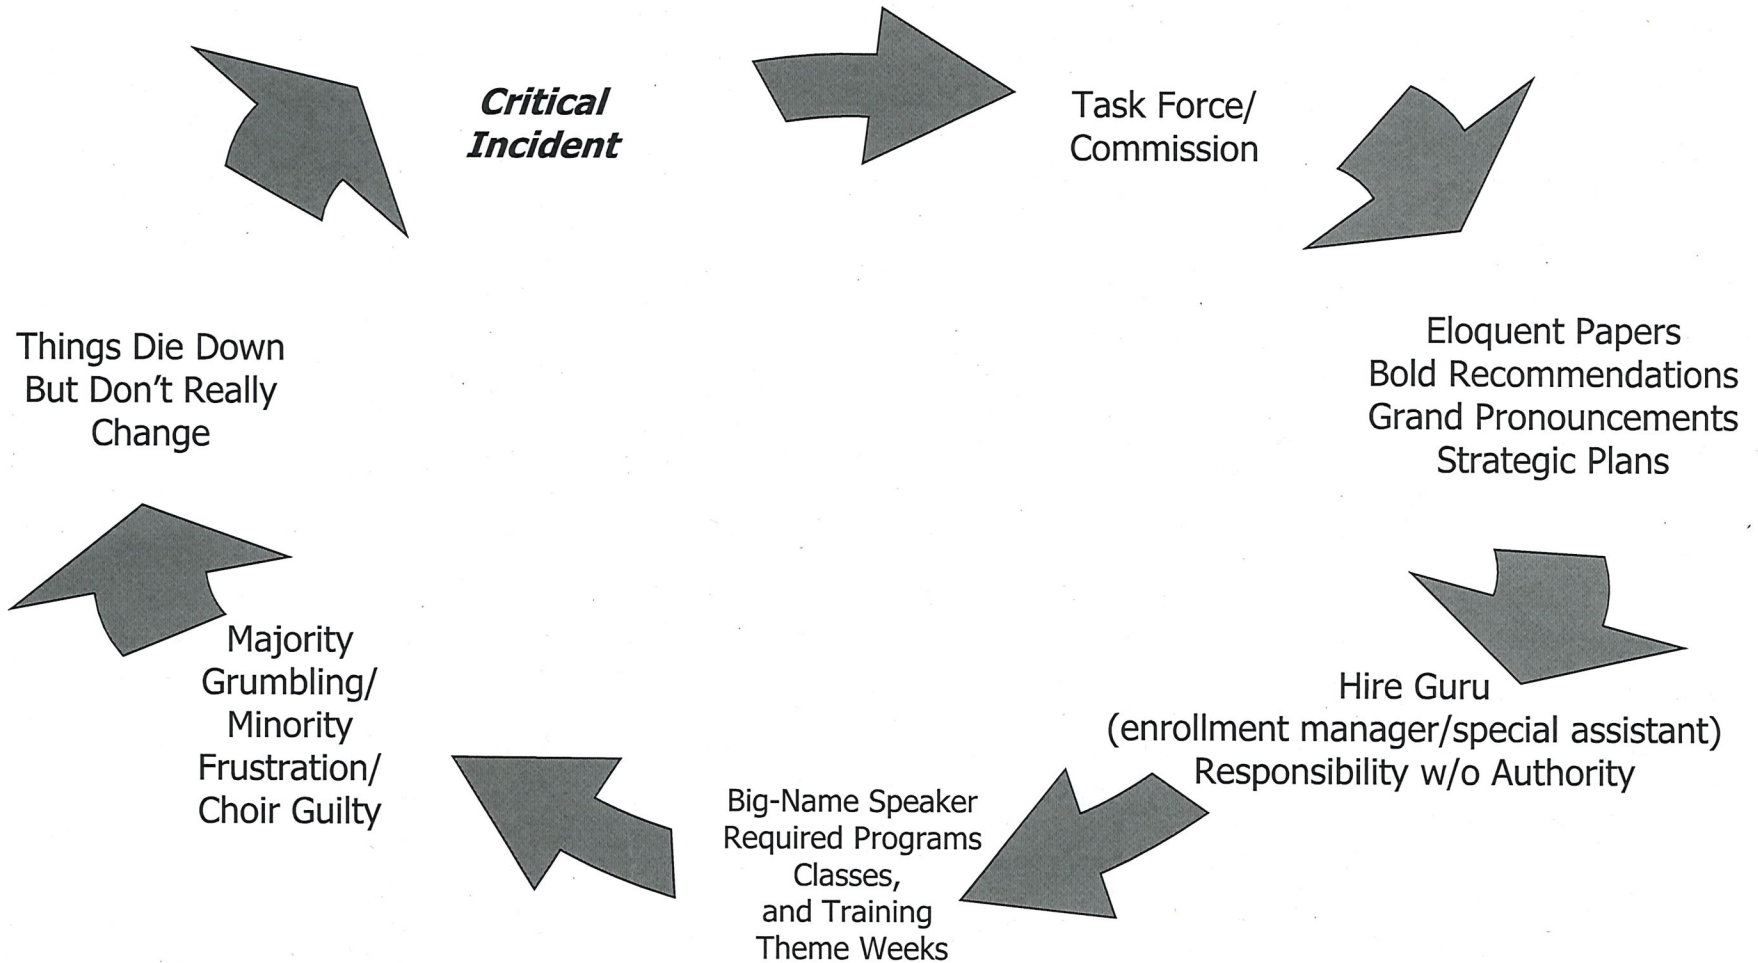 Critical
Incident
Task Force/
Commission
Eloquent Papers
Bold Recommendations
Grand Pronouncements
Strategic Plans
Hire Guru
(enrollment manager/special assistant)
Responsibility w/o Authority
Big-Name Speaker
Required Programs
Classes,
and Training
Theme Weeks
Majority
Grumbling/
Minority
Frustration/
Choir Guilty
Things Die Down
But Don't Really
Change